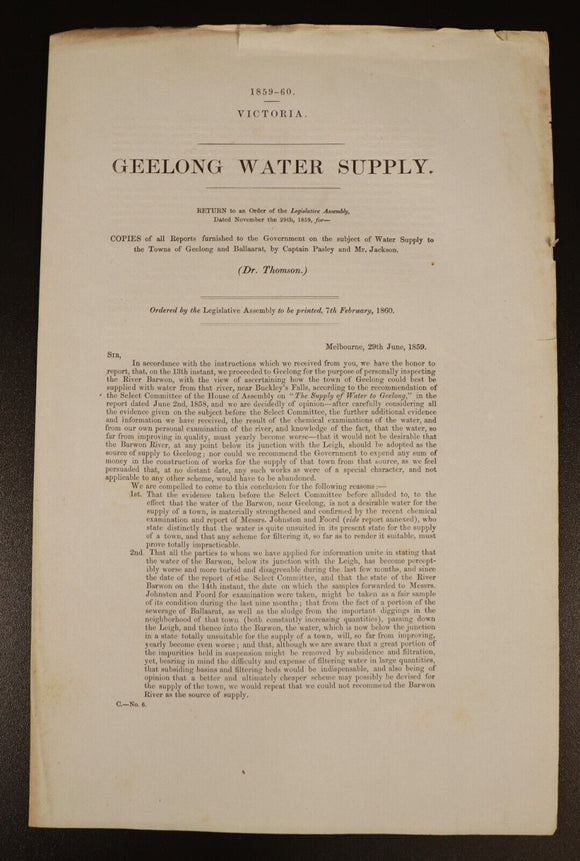 1859-60.
VICTORIA.
GEELONG WATER SUPPLY.
RETURN to an Order of the Legislative Assembly,
Dated November the 29th, 1859, for—
COPIES of all Reports furnished to the Government on the subject of Water Supply to
the Towns of Geelong and Ballaarat, by Captain Pasley and Mr. Jackson.
(Dr. Thomson.)
Ordered by the Legislative Assembly to be printed, 7th February, 1860.
Melbourne, 29th June, 1859.
SIR,
In accordance with the instructions which we received from you, we have the honor to
report, that, on the 13th instant, we proceeded to Geelong for the purpose of personally inspecting
the River Barwon, with the view of ascertaining how the town of Geelong could best be
supplied with water from that river, near Buckley's Falls, according to the recommendation of
the Select Committee of the House of Assembly on "The Supply of Water to Geelong," in the
report dated June 2nd, 1858, and we are decidedly of opinion—after carefully considering all
the evidence given on the subject before the Select Committee, the further additional evidence
and information we have received, the result of the chemical examinations of the water, and
from our own personal examination of the river, and knowledge of the fact, that the water, so
far from improving in quality, must yearly become worse—that it would not be desirable that
the Barwon River, at any point below its junction with the Leigh, should be adopted as the
source of supply to Geelong; nor could we recommend the Government to expend any sum of
money in the construction of works for the supply of that town from that source, as we feel
persuaded that, at no distant date, any such works as were of a special character, and not
applicable to any other scheme, would have to be abandoned.
We are compelled to come to this conclusion for the following reasons:—
1st. That the evidence taken before the Select Committee before alluded to, to the
effect that the water of the Barwon, near Geelong, is not a desirable water for the
supply of a town, is materially strengthened and confirmed by the recent chemical
examination and report of Messrs. Johnston and Foord (vide report annexed), who
state distinctly that the water is quite unsuited in its present state for the supply
of a town, and that any scheme for filtering it, so far as to render it suitable, must
prove totally impracticable.
2nd. That all the parties to whom we have applied for information unite in stating that
the water of the Barwon, below its junction with the Leigh, has become percept-
ibly worse and more turbid and disagreeable during the last few months, and since
the date of the report of the Select Committee, and that the state of the River
Barwon on the 14th instant, the date on which the samples forwarded to Messrs.
Johnston and Foord for examination were taken, might be taken as a fair sample
of its condition during the last nine months; that from the fact of a portion of the
sewerage of Ballaarat, as well as the sludge from the important diggings in the
neighborhood of that town (both constantly increasing quantities), passing down
the Leigh, and thence into the Barwon, the water, which is now below the junction
in a state totally unsuitable for the supply of a town, will, so far from improving,
yearly become even worse; and that, although we are aware that a great portion of
the impurities held in suspension might be removed by subsidence and filtration,
yet, bearing in mind the difficulty and expense of filtering water in large quantities,
that subsiding basins and filtering beds would be indispensable, and also being of
opinion that a better and ultimately cheaper scheme may possibly be devised for
the supply of the town, we would repeat that we could not recommend the Barwon
River as the source of supply.
C.—No. 6.